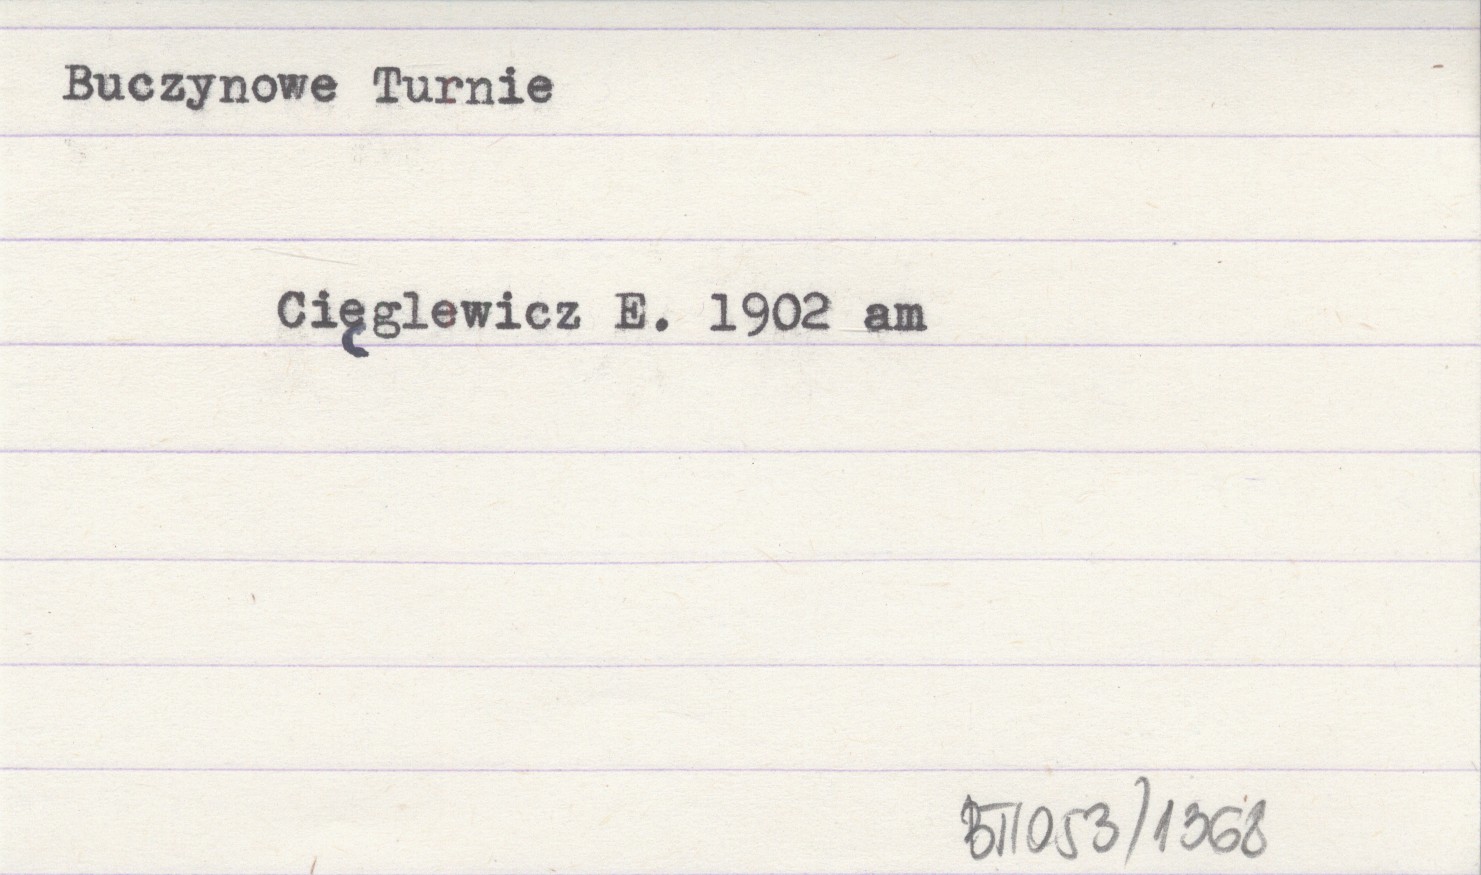 Buczynowe Turnie
Cięglewicz E. 1902 am
BTI053/1368